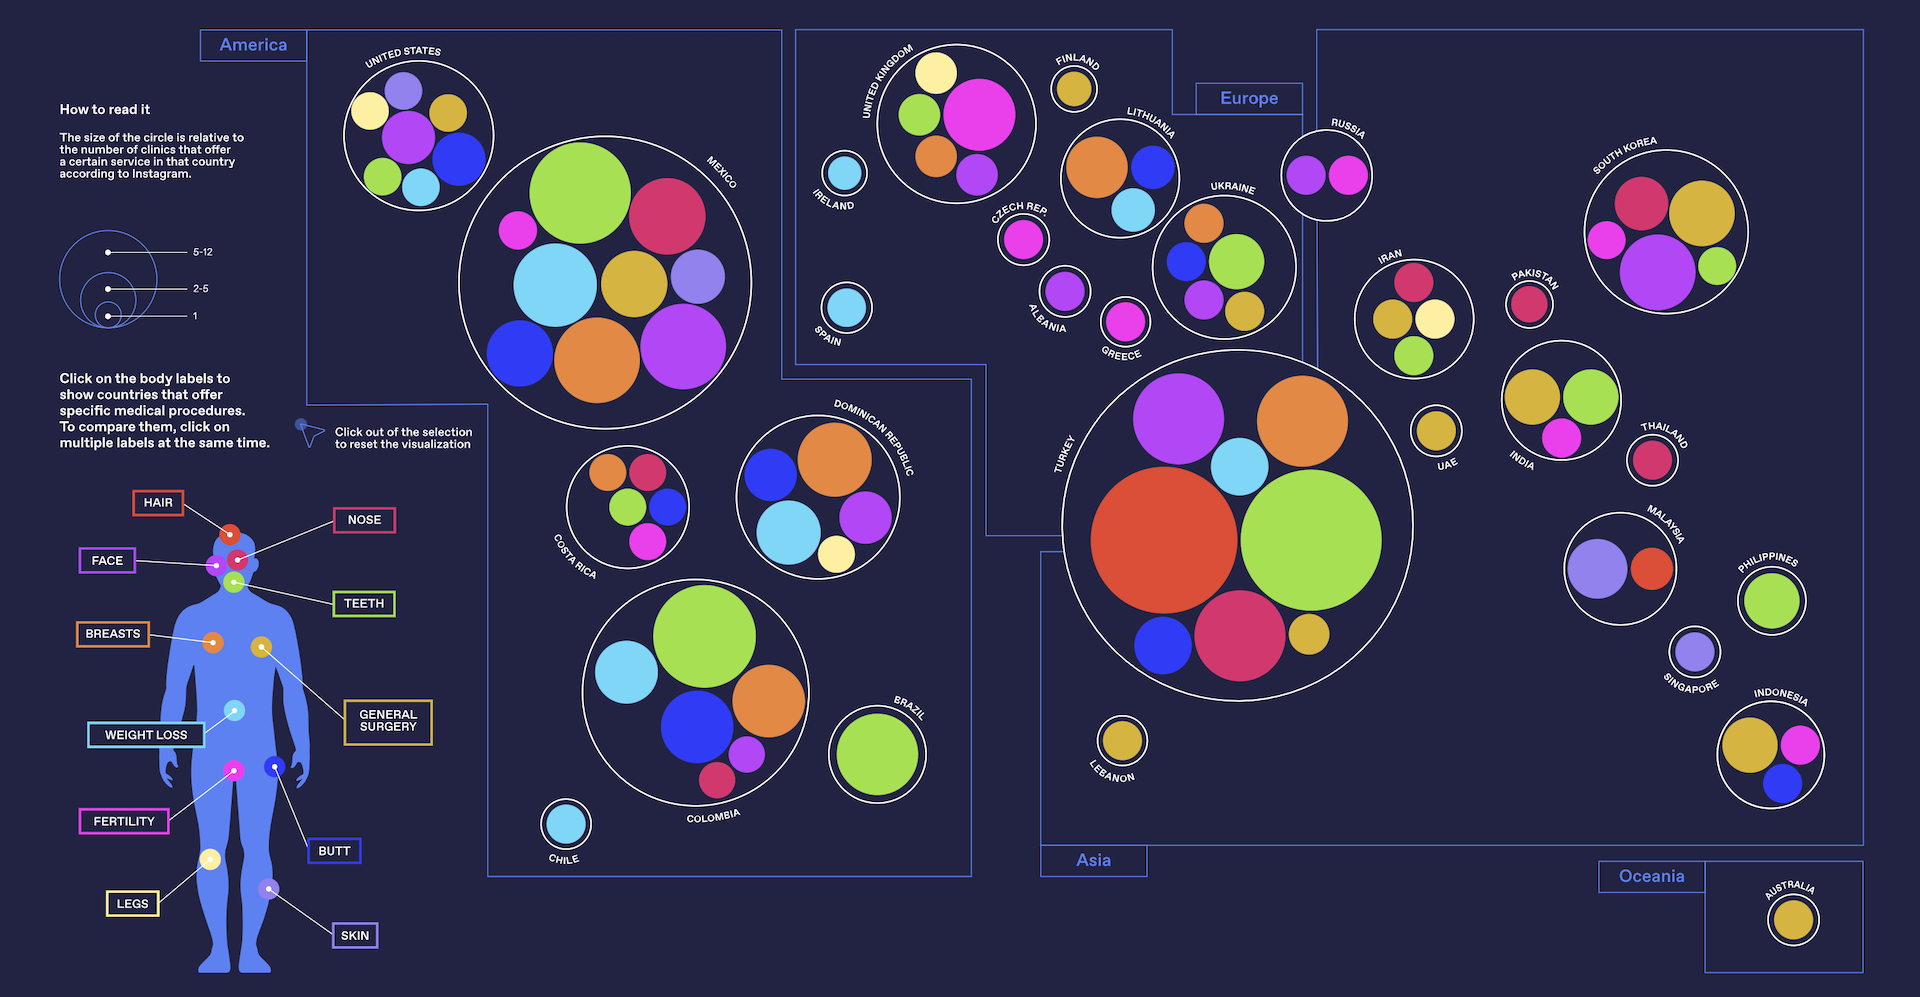 America
How to read it
The size of the circle is relative to
the number of clinics that offer
a certain service in that country
according to Instagram.
5-12
2-5
1
Click on the body labels to
show countries that offer
specific medical procedures.
To compare them, click on
multiple labels at the same time.
Click out of the selection
to reset the visualization
HAIR
NOSE
FACE
TEETH
BREASTS
GENERAL
SURGERY
WEIGHT LOSS
FERTILITY
BUTT
LEGS
SKIN
UNITED STATES
MEXICO
DOMINICAN REPUBLIC
COSTA RICA
COLOMBIA
BRAZIL
CHILE
Europe
UNITED KINGDOM
FINLAND
LITHUANIA
IRELAND
CZECH REP.
UKRAINE
SPAIN
ALBANIA
GREECE
RUSSIA
Asia
SOUTH KOREA
IRAN
PAKISTAN
TURKEY
UAE
INDIA
THAILAND
MALAYSIA
PHILIPPINES
SINGAPORE
INDONESIA
LEBANON
Oceania
AUSTRALIA